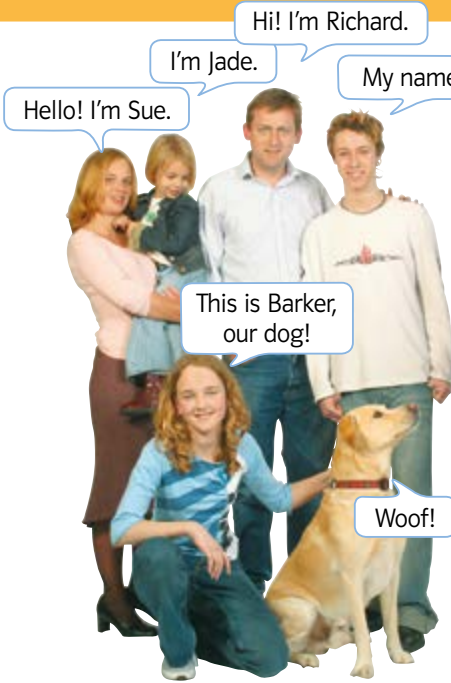 Hi! I'm Richard.
I'm Jade.
My name
Hello! I'm Sue.
This is Barker,
our dog!
Woof!